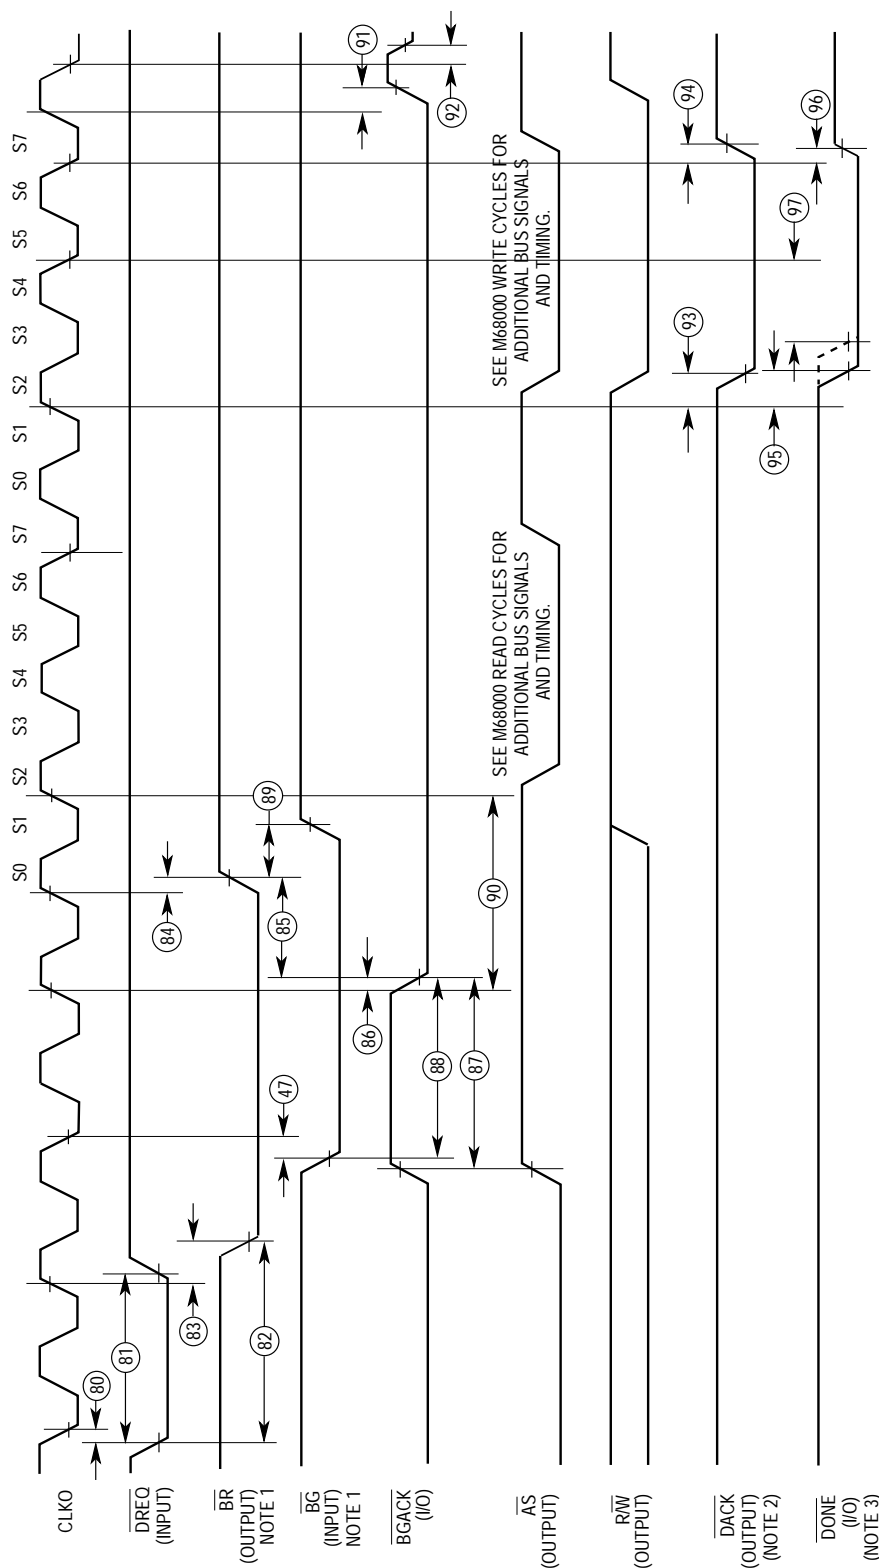 S0
S1
S2
S3
S4
S5
S6
S7
S0
S1
S2
S3
S4
S5
S6
S7
CLKO
80
81
DREQ
(INPUT)
84
83
82
BR
(OUTPUT)
NOTE 1
47
85
89
BG
(INPUT)
NOTE 1
86
88
87
91
92
BGACK
(I/O)
90
SEE M68000 READ CYCLES FOR
ADDITIONAL BUS SIGNALS
AND TIMING.
SEE M68000 WRITE CYCLES FOR
ADDITIONAL BUS SIGNALS
AND TIMING.
AS
(OUTPUT)
R/W
(OUTPUT)
93
94
DACK
(OUTPUT)
(NOTE 2)
95
97
96
DONE
(I/O)
(NOTE 3)